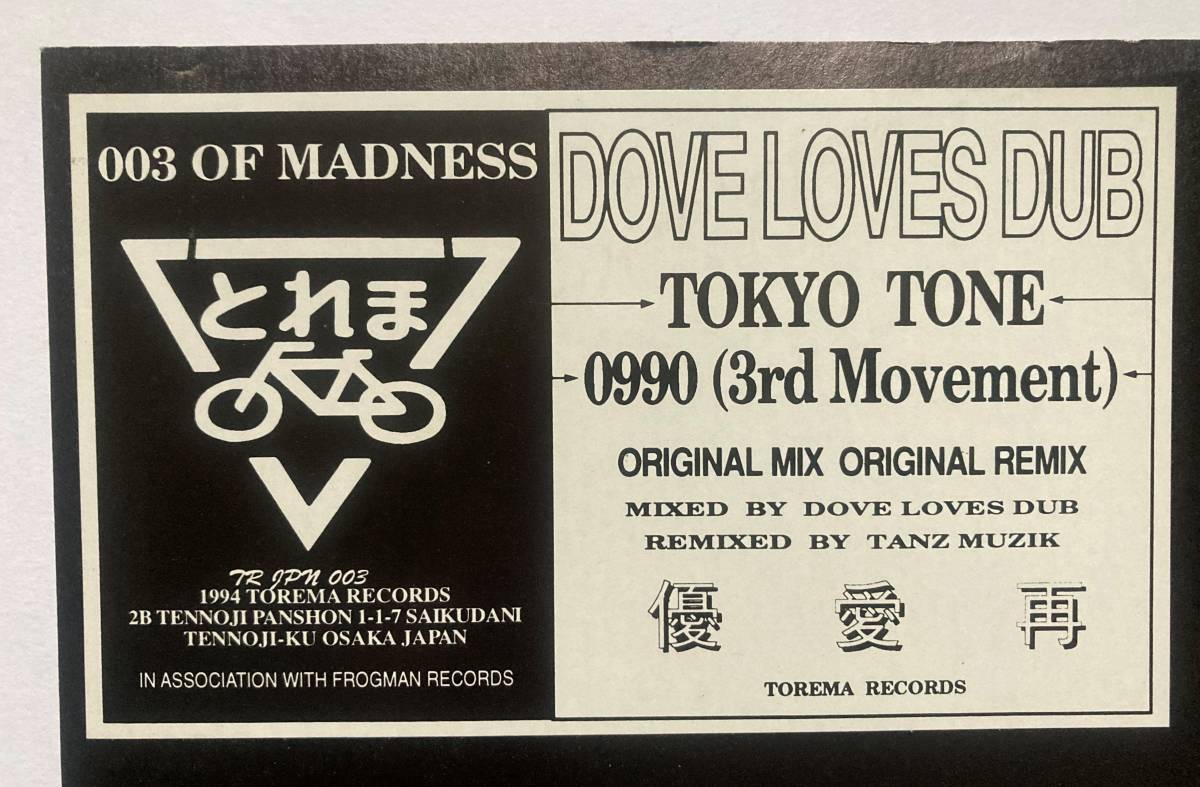 003 OF MADNESS
とれま
TR JPN 003
1994 TOREMA RECORDS
2B TENNOJI PANSHON 1-1-7 SAIKUDANI
TENNOJI-KU OSAKA JAPAN
IN ASSOCIATION WITH FROGMAN RECORDS
DOVE LOVES DUB
TOKYO TONE
0990 (3rd Movement)
ORIGINAL MIX ORIGINAL REMIX
MIXED BY DOVE LOVES DUB
REMIXED BY TANZ MUZIK
優 愛 再
TOREMA RECORDS